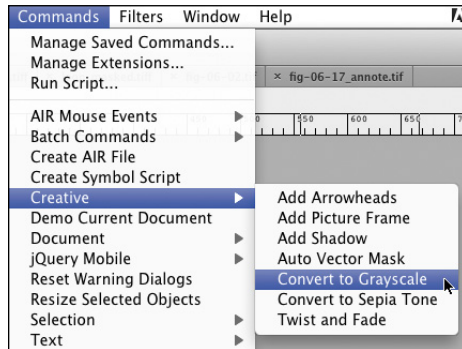 Commands Filters Window Help
Manage Saved Commands...
Manage Extensions...
Run Script...
× fig-06-17_annote.tif
550 600 650
AIR Mouse Events
Batch Commands
Create AIR File
Create Symbol Script
Creative
Demo Current Document
Document
jQuery Mobile
Reset Warning Dialogs
Resize Selected Objects
Selection
Text
Add Arrowheads
Add Picture Frame
Add Shadow
Auto Vector Mask
Convert to Grayscale
Convert to Sepia Tone
Twist and Fade